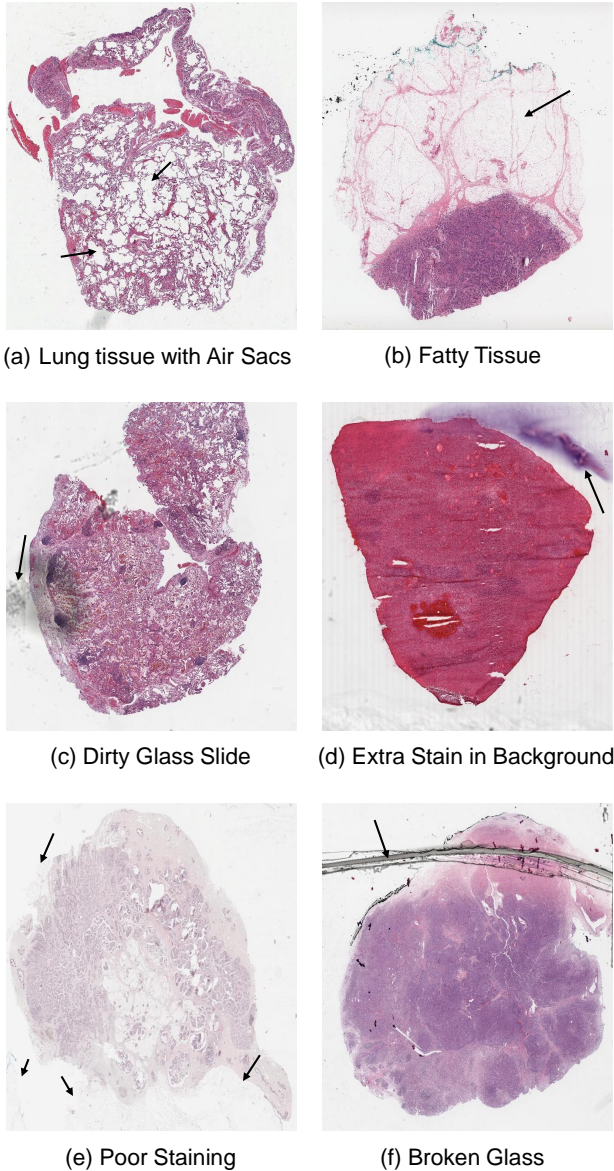 (a) Lung tissue with Air Sacs
(b) Fatty Tissue
(c) Dirty Glass Slide
(d) Extra Stain in Background
(e) Poor Staining
(f) Broken Glass